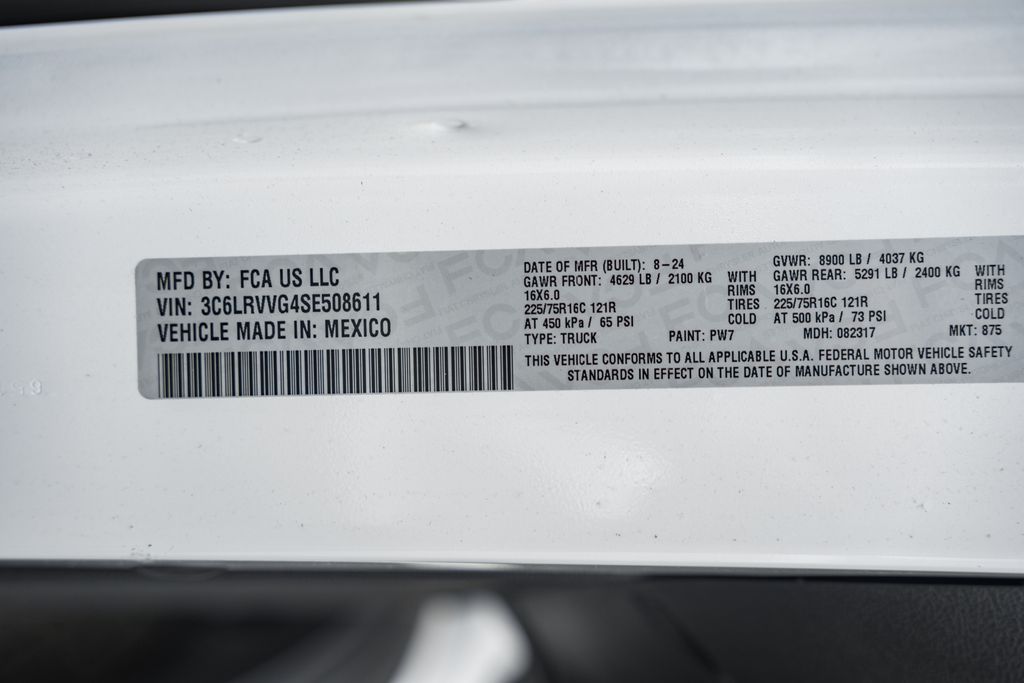 MFD BY: FCA US LLC
VIN: 3C6LRVVG4SE508611
VEHICLE MADE IN: MEXICO
DATE OF MFR (BUILT): 8-24
GAWR FRONT: 4629 LB / 2100 KG WITH
16X6.0 RIMS
225/75R16C 121R TIRES
AT 450 kPa / 65 PSI COLD
TYPE: TRUCK PAINT: PW7
GVWR: 8900 LB / 4037 KG
GAWR REAR: 5291 LB / 2400 KG WITH
16X6.0 RIMS
225/75R16C 121R TIRES
AT 500 kPa / 73 PSI COLD
MDH: 082317 MKT: 875
THIS VEHICLE CONFORMS TO ALL APPLICABLE U.S.A. FEDERAL MOTOR VEHICLE SAFETY
STANDARDS IN EFFECT ON THE DATE OF MANUFACTURE SHOWN ABOVE.